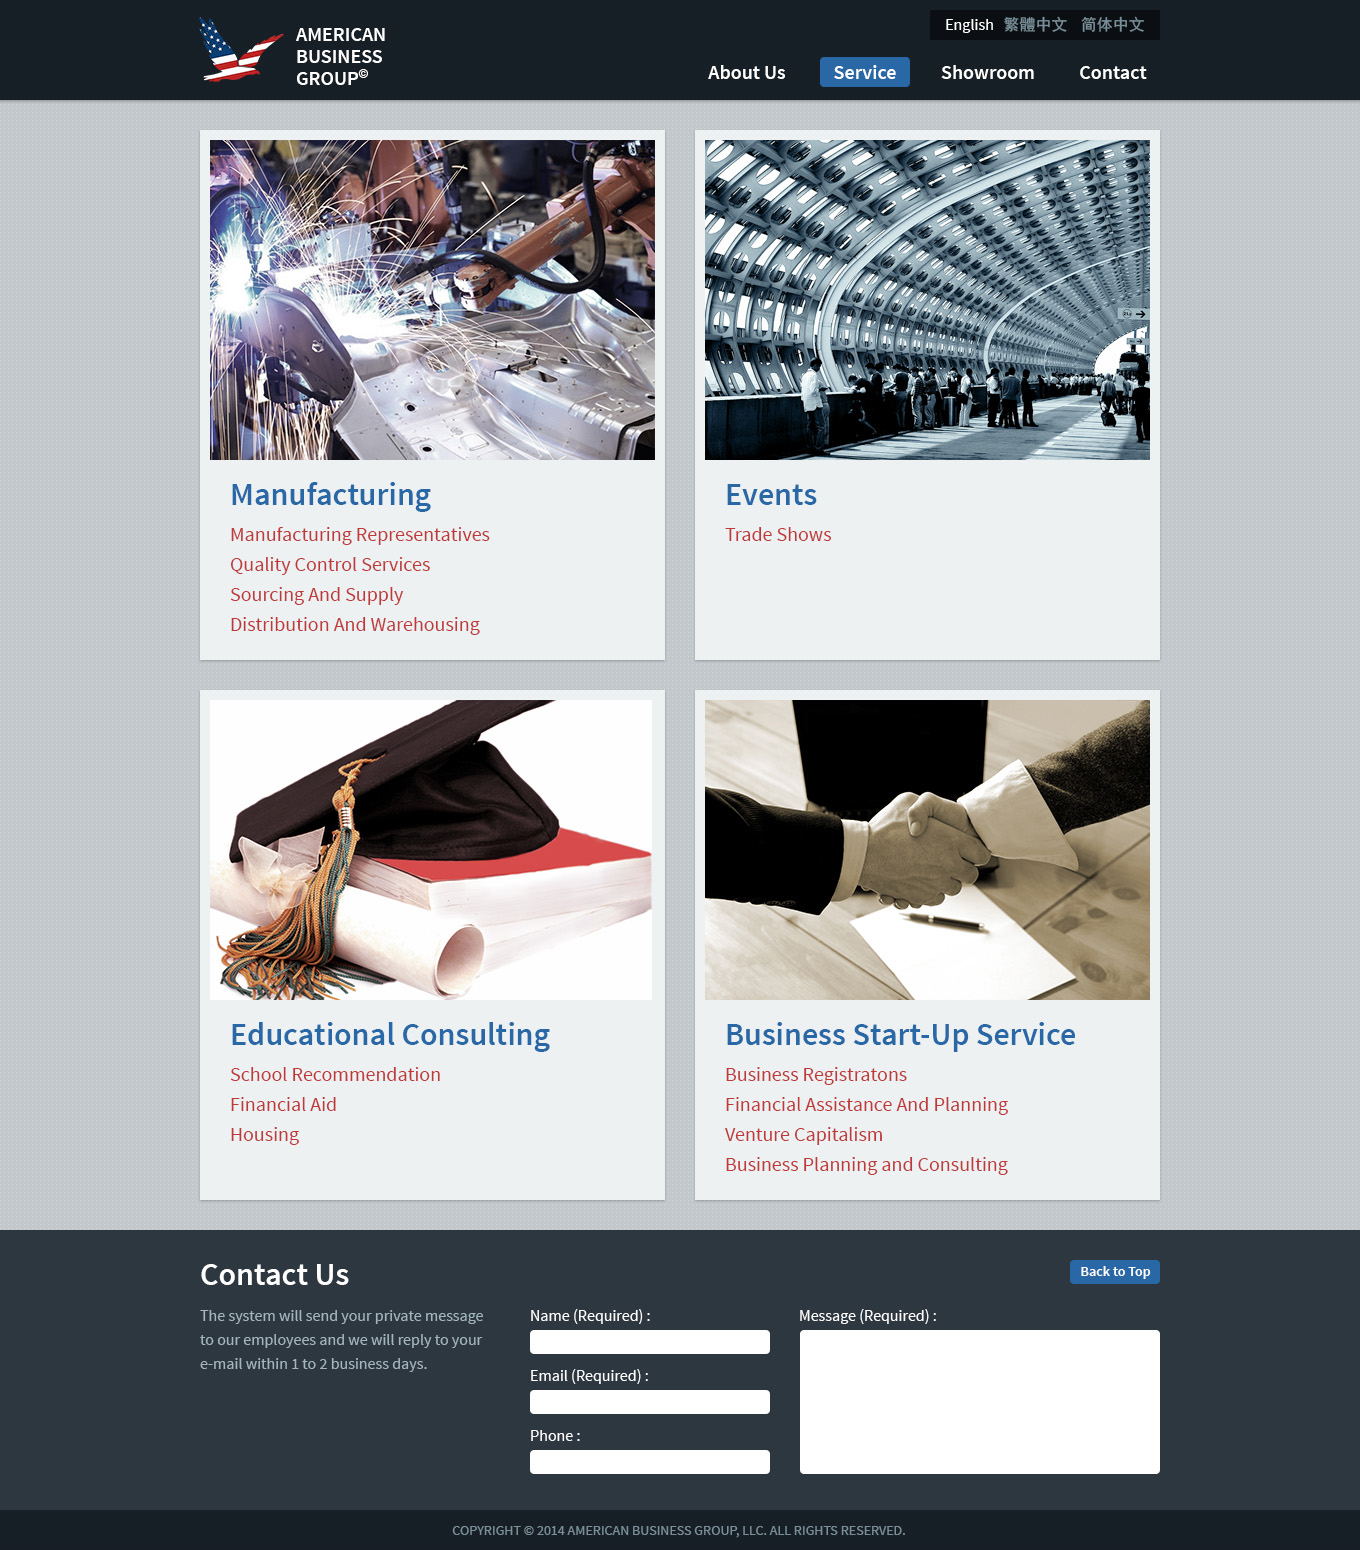 AMERICAN
BUSINESS
GROUP©
English 繁體中文 简体中文
About Us Service Showroom Contact
Manufacturing
Manufacturing Representatives
Quality Control Services
Sourcing And Supply
Distribution And Warehousing
Events
Trade Shows
Educational Consulting
School Recommendation
Financial Aid
Housing
Business Start-Up Service
Business Registratons
Financial Assistance And Planning
Venture Capitalism
Business Planning and Consulting
Contact Us
Back to Top
The system will send your private message
to our employees and we will reply to your
e-mail within 1 to 2 business days.
Name (Required) :
Email (Required) :
Phone :
Message (Required) :
COPYRIGHT © 2014 AMERICAN BUSINESS GROUP, LLC. ALL RIGHTS RESERVED.